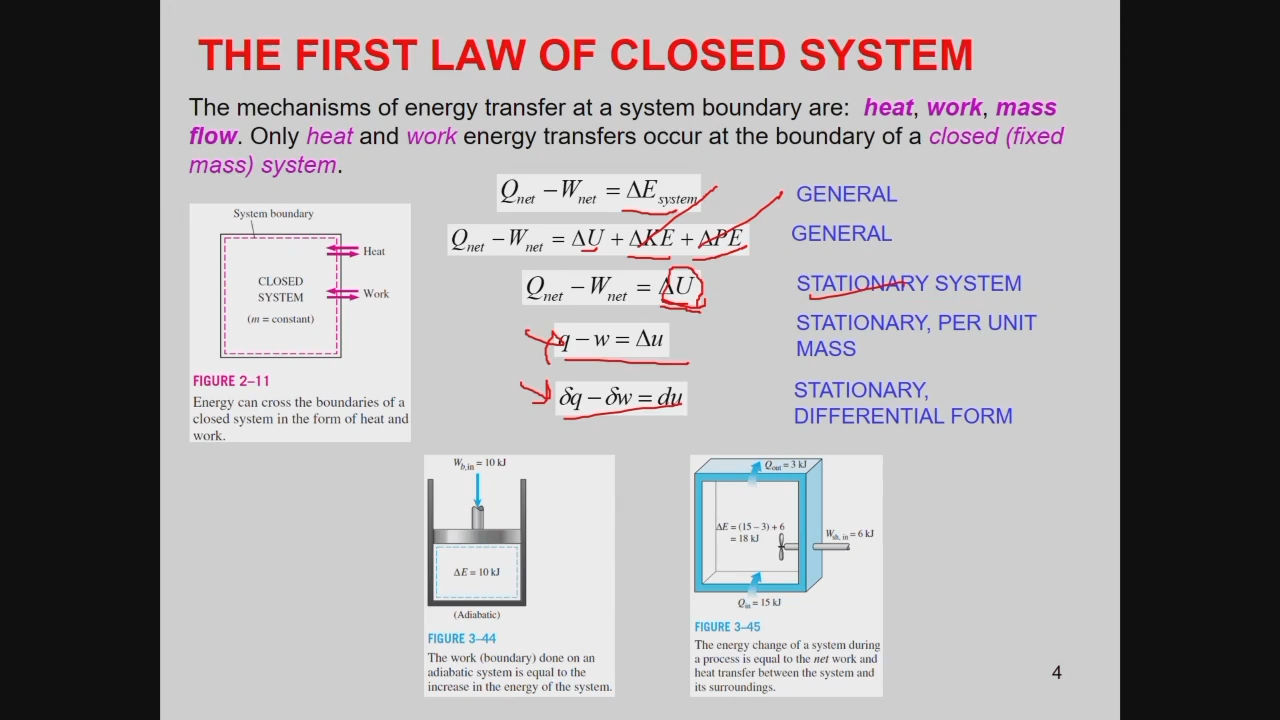 THE FIRST LAW OF CLOSED SYSTEM
The mechanisms of energy transfer at a system boundary are: heat, work, mass
flow. Only heat and work energy transfers occur at the boundary of a closed (fixed
mass) system.
Q_net − W_net = ΔE_system
GENERAL
Q_net − W_net = ΔU + ΔKE + ΔPE
GENERAL
Q_net − W_net = ΔU
STATIONARY SYSTEM
q − w = Δu
STATIONARY, PER UNIT
MASS
δq − δw = du
STATIONARY,
DIFFERENTIAL FORM
System boundary
Heat
CLOSED
SYSTEM
Work
(m = constant)
FIGURE 2–11
Energy can cross the boundaries of a
closed system in the form of heat and
work.
W_b,in = 10 kJ
ΔE = 10 kJ
(Adiabatic)
FIGURE 3–44
The work (boundary) done on an
adiabatic system is equal to the
increase in the energy of the system.
Q_out = 3 kJ
ΔE = (15 – 3) + 6
= 18 kJ
W_sh, in = 6 kJ
Q_in = 15 kJ
FIGURE 3–45
The energy change of a system during
a process is equal to the net work and
heat transfer between the system and
its surroundings.
4